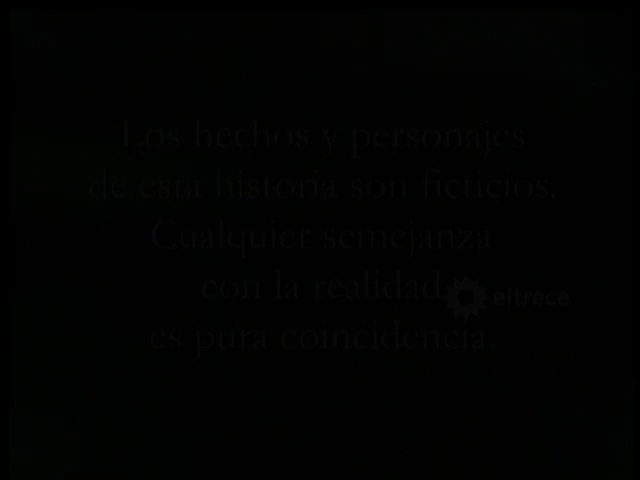 Los hechos y personajes
de esta historia son ficticios.
Cualquier semejanza
con la realidad
es pura coincidencia.
eltrece